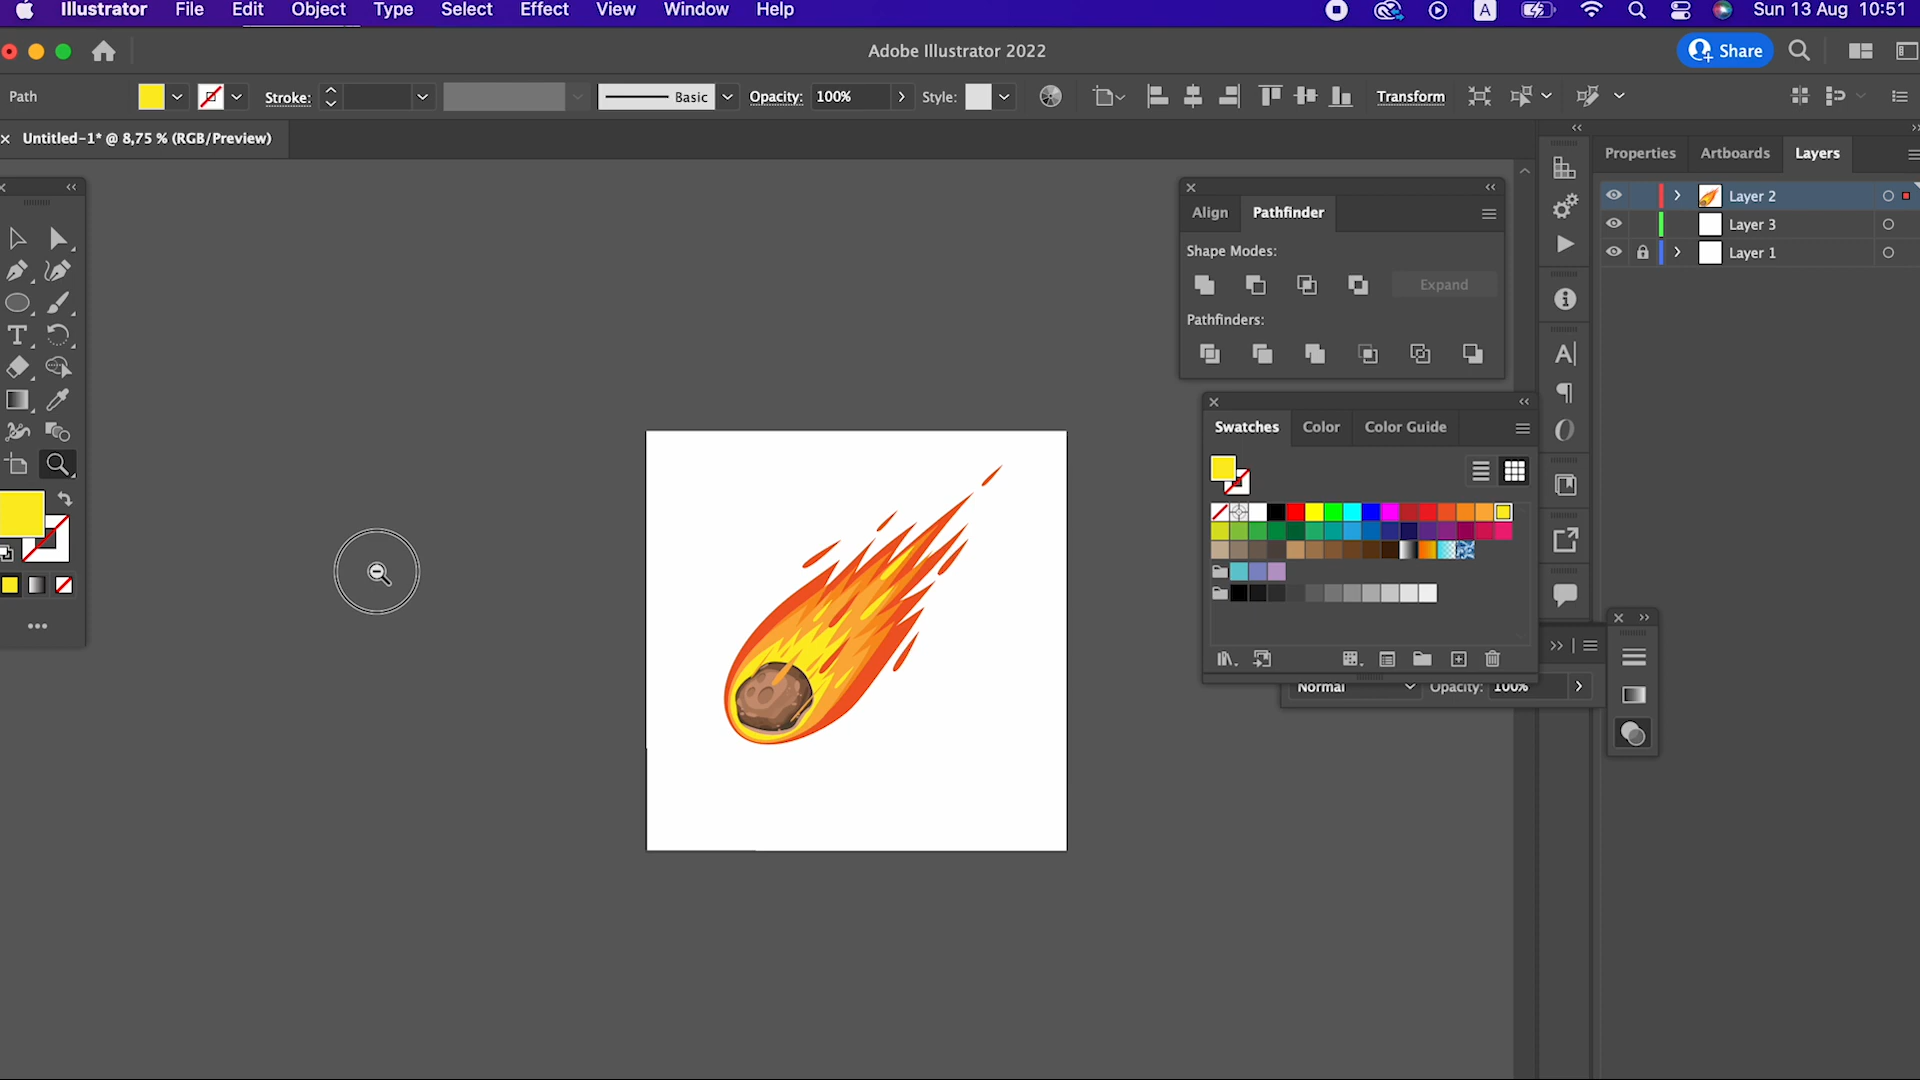 Illustrator File Edit Object Type Select Effect View Window Help A Sun 13 Aug 10:51
Adobe Illustrator 2022 Share
Path Stroke: Basic Opacity: 100% Style: Transform
Untitled-1* @ 8,75 % (RGB/Preview)
Properties Artboards Layers
Layer 2
Layer 3
Layer 1
Align Pathfinder
Shape Modes:
Expand
Pathfinders:
Swatches Color Color Guide
Normal Opacity: 100%